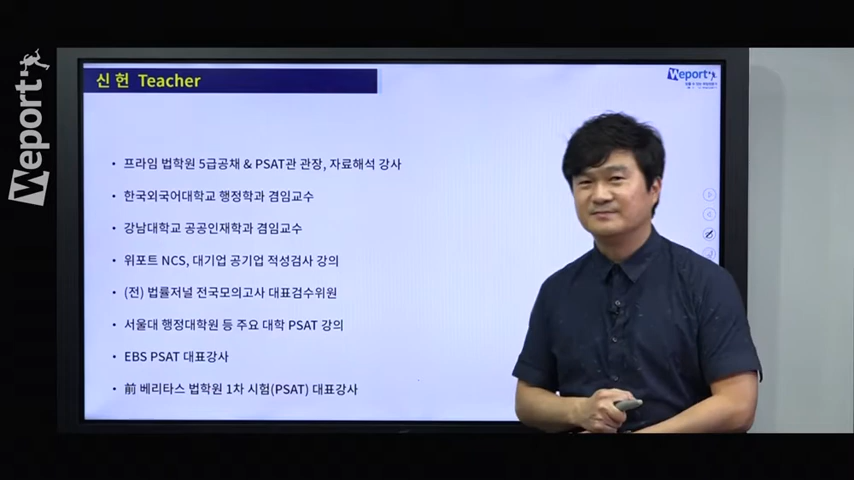 Weport
신 헌 Teacher
Weport
• 프라임 법학원 5급공채 & PSAT관 관장, 자료해석 강사
• 한국외국어대학교 행정학과 겸임교수
• 강남대학교 공공인재학과 겸임교수
• 위포트 NCS, 대기업 공기업 적성검사 강의
• (전) 법률저널 전국모의고사 대표검수위원
• 서울대 행정대학원 등 주요 대학 PSAT 강의
• EBS PSAT 대표강사
• 前 베리타스 법학원 1차 시험(PSAT) 대표강사